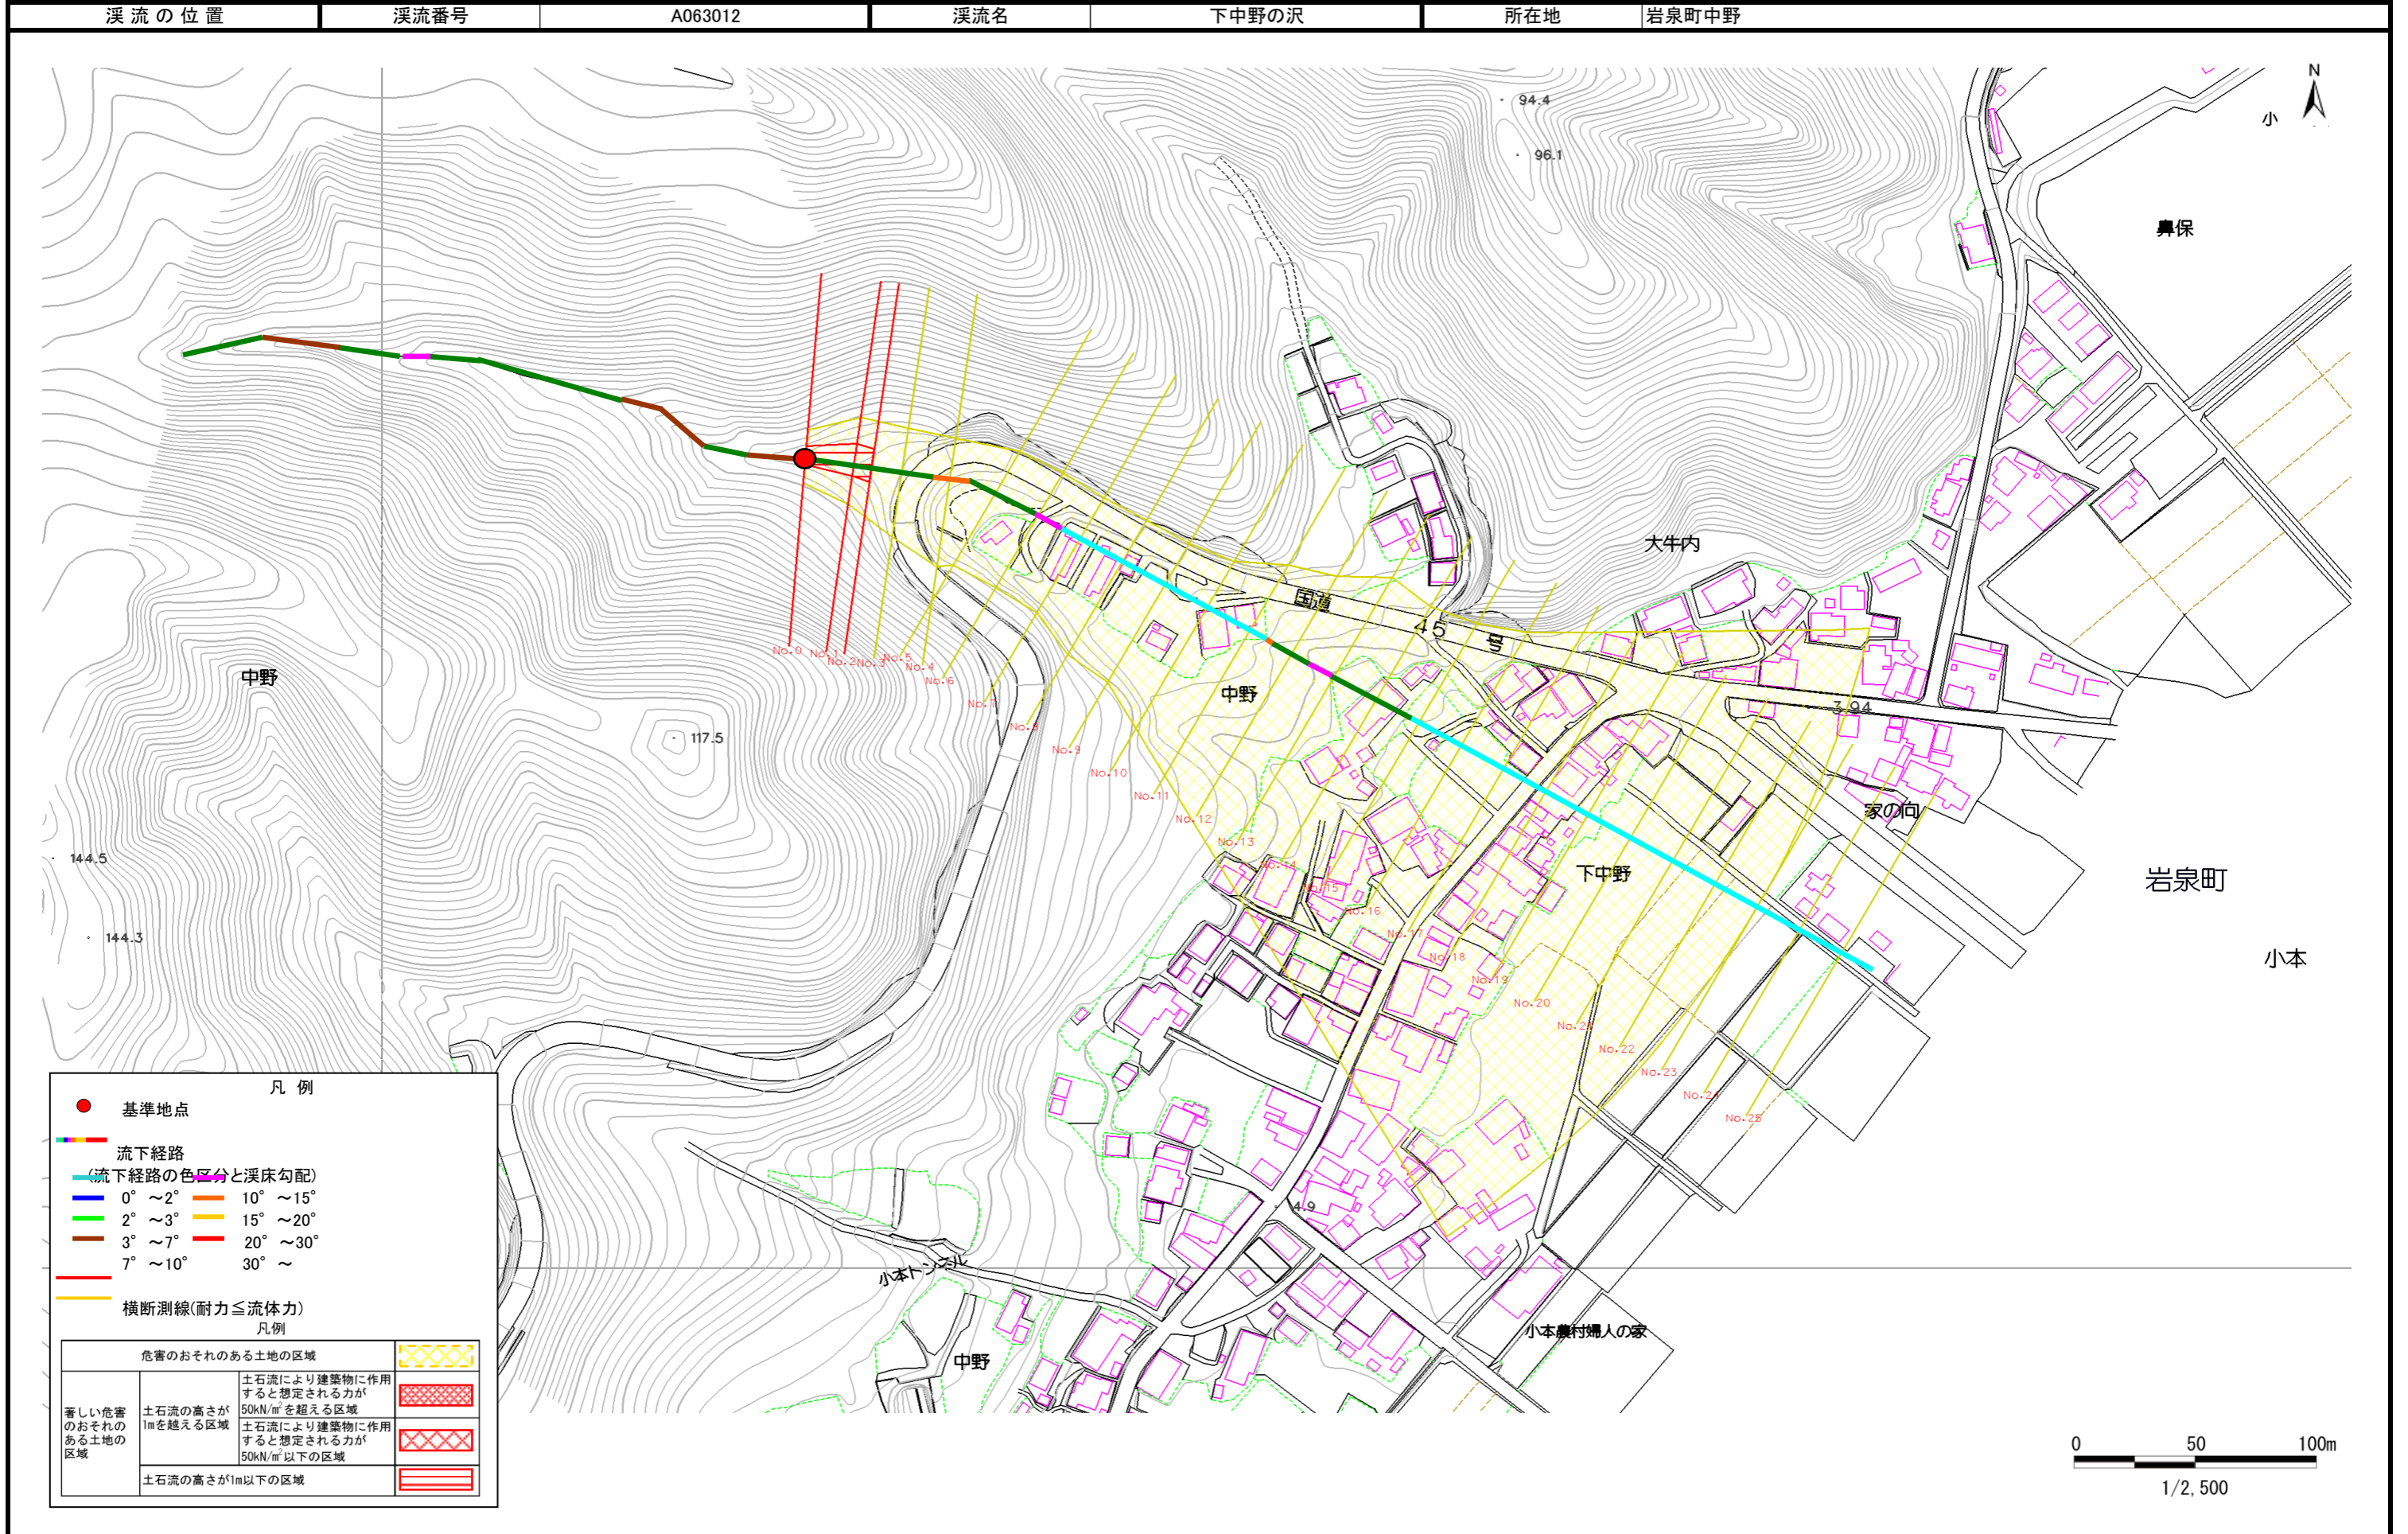 渓流の位置 渓流番号 A063012 渓流名 下中野の沢 所在地 岩泉町中野
N
小
94.4
96.1
鼻保
大牛内
国道
45
号
中野
中野
117.5
3.94
家の向
下中野
岩泉町
小本
144.5
144.3
No.0
No.1
No.2
No.3
No.5
No.4
No.6
No.7
No.8
No.9
No.10
No.11
No.12
No.13
No.14
No.15
No.16
No.17
No.18
No.19
No.20
No.21
No.22
No.23
No.24
No.25
4.9
小本トンネル
中野
小本農村婦人の家
凡 例
基準地点
流下経路
(流下経路の色区分と渓床勾配)
0° ～2° 10° ～15°
2° ～3° 15° ～20°
3° ～7° 20° ～30°
7° ～10° 30° ～
横断測線(耐力≦流体力)
凡例
危害のおそれのある土地の区域
著しい危害
のおそれの
ある土地の
区域
土石流の高さが
1mを越える区域
土石流により建築物に作用
すると想定される力が
50kN/㎡を超える区域
土石流により建築物に作用
すると想定される力が
50kN/㎡以下の区域
土石流の高さが1m以下の区域
0 50 100m
1/2,500